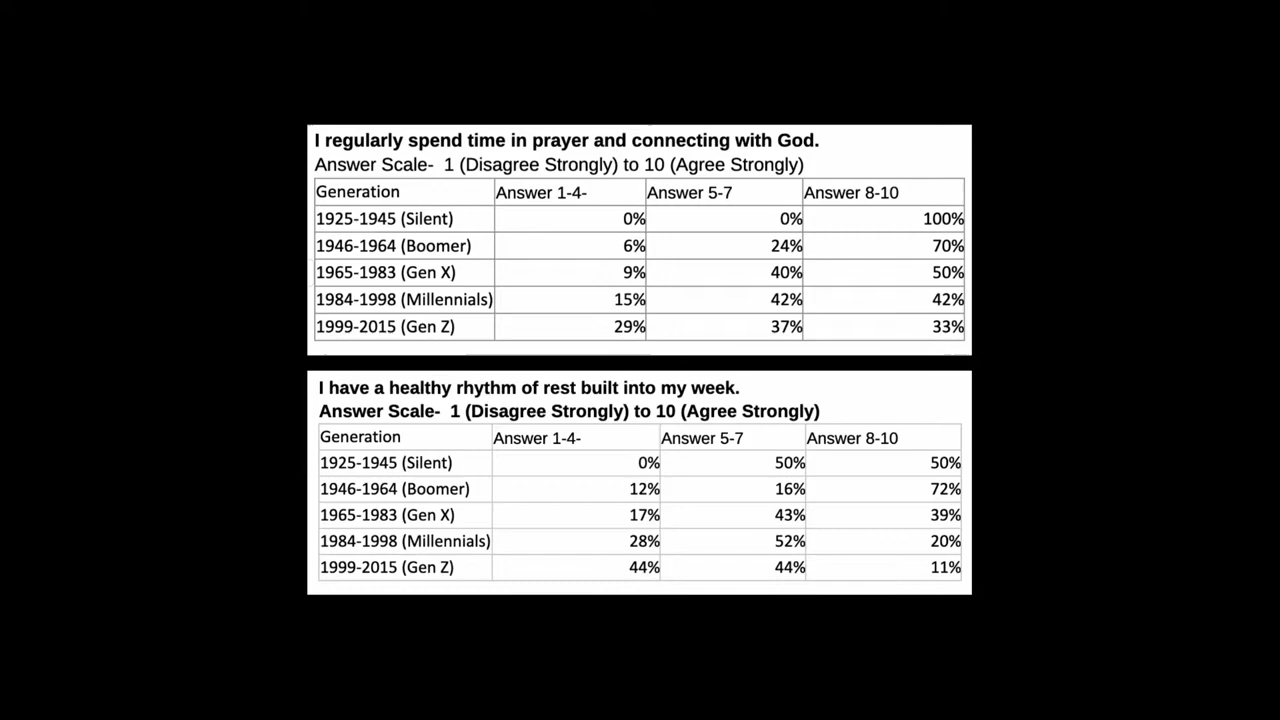 I regularly spend time in prayer and connecting with God.
Answer Scale-  1 (Disagree Strongly) to 10 (Agree Strongly)
Generation Answer 1-4- Answer 5-7 Answer 8-10
1925-1945 (Silent) 0% 0% 100%
1946-1964 (Boomer) 6% 24% 70%
1965-1983 (Gen X) 9% 40% 50%
1984-1998 (Millennials) 15% 42% 42%
1999-2015 (Gen Z) 29% 37% 33%
I have a healthy rhythm of rest built into my week.
Answer Scale-  1 (Disagree Strongly) to 10 (Agree Strongly)
Generation Answer 1-4- Answer 5-7 Answer 8-10
1925-1945 (Silent) 0% 50% 50%
1946-1964 (Boomer) 12% 16% 72%
1965-1983 (Gen X) 17% 43% 39%
1984-1998 (Millennials) 28% 52% 20%
1999-2015 (Gen Z) 44% 44% 11%